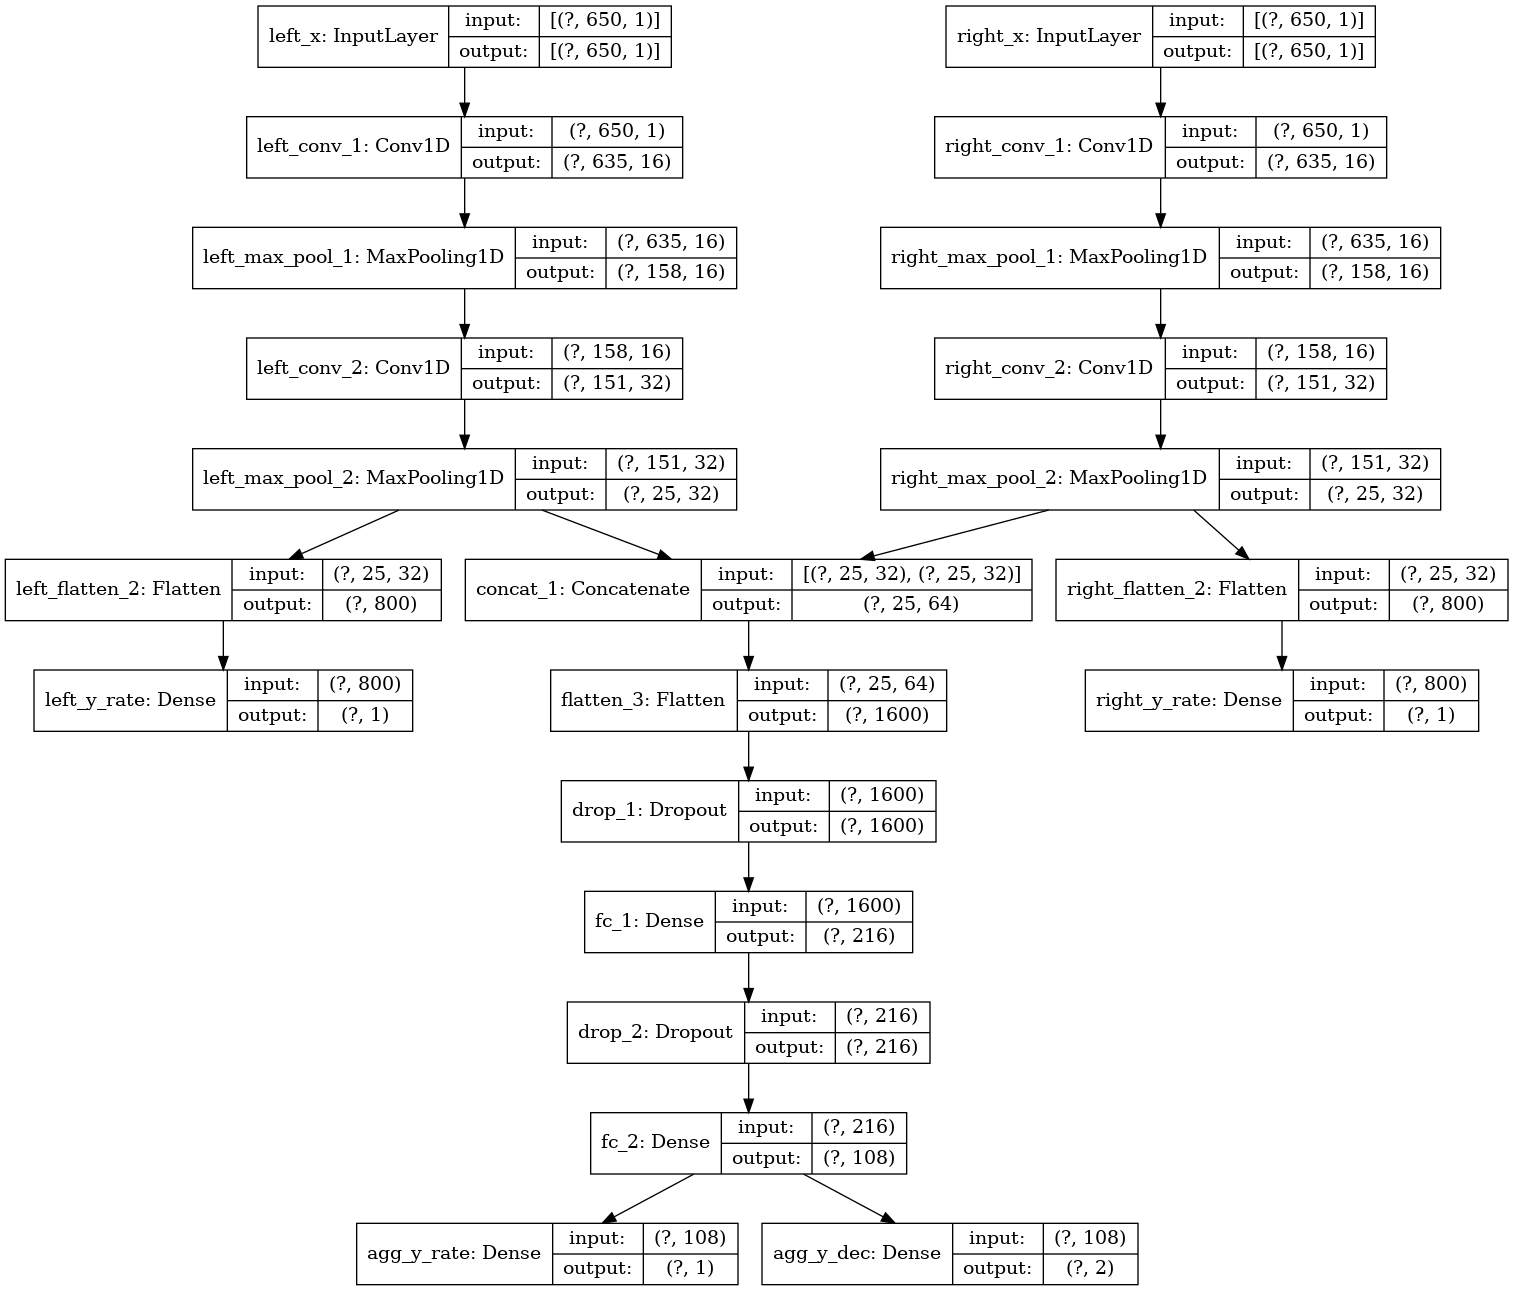 left_x: InputLayer
input: [(?, 650, 1)]
output: [(?, 650, 1)]
right_x: InputLayer
input: [(?, 650, 1)]
output: [(?, 650, 1)]
left_conv_1: Conv1D
input: (?, 650, 1)
output: (?, 635, 16)
right_conv_1: Conv1D
input: (?, 650, 1)
output: (?, 635, 16)
left_max_pool_1: MaxPooling1D
input: (?, 635, 16)
output: (?, 158, 16)
right_max_pool_1: MaxPooling1D
input: (?, 635, 16)
output: (?, 158, 16)
left_conv_2: Conv1D
input: (?, 158, 16)
output: (?, 151, 32)
right_conv_2: Conv1D
input: (?, 158, 16)
output: (?, 151, 32)
left_max_pool_2: MaxPooling1D
input: (?, 151, 32)
output: (?, 25, 32)
right_max_pool_2: MaxPooling1D
input: (?, 151, 32)
output: (?, 25, 32)
left_flatten_2: Flatten
input: (?, 25, 32)
output: (?, 800)
concat_1: Concatenate
input: [(?, 25, 32), (?, 25, 32)]
output: (?, 25, 64)
right_flatten_2: Flatten
input: (?, 25, 32)
output: (?, 800)
left_y_rate: Dense
input: (?, 800)
output: (?, 1)
flatten_3: Flatten
input: (?, 25, 64)
output: (?, 1600)
right_y_rate: Dense
input: (?, 800)
output: (?, 1)
drop_1: Dropout
input: (?, 1600)
output: (?, 1600)
fc_1: Dense
input: (?, 1600)
output: (?, 216)
drop_2: Dropout
input: (?, 216)
output: (?, 216)
fc_2: Dense
input: (?, 216)
output: (?, 108)
agg_y_rate: Dense
input: (?, 108)
output: (?, 1)
agg_y_dec: Dense
input: (?, 108)
output: (?, 2)